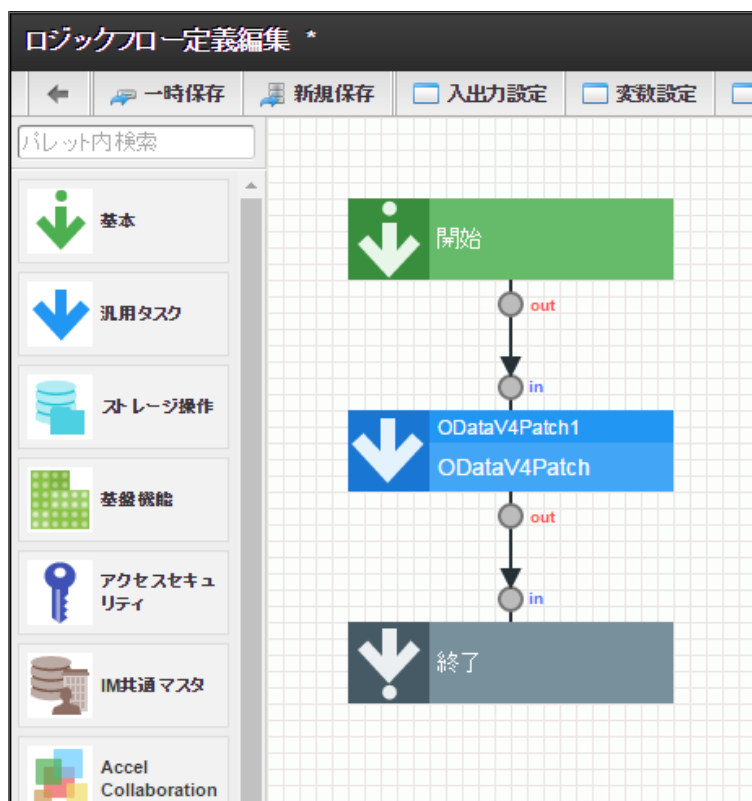 ロジックフロー定義編集 *
一時保存 新規保存 入出力設定 変数設定
パレット内検索
基本
汎用タスク
ストレージ操作
基盤機能
アクセスセキュ
リティ
IM共通マスタ
Accel
Collaboration
開始
out
in
ODataV4Patch1
ODataV4Patch
out
in
終了